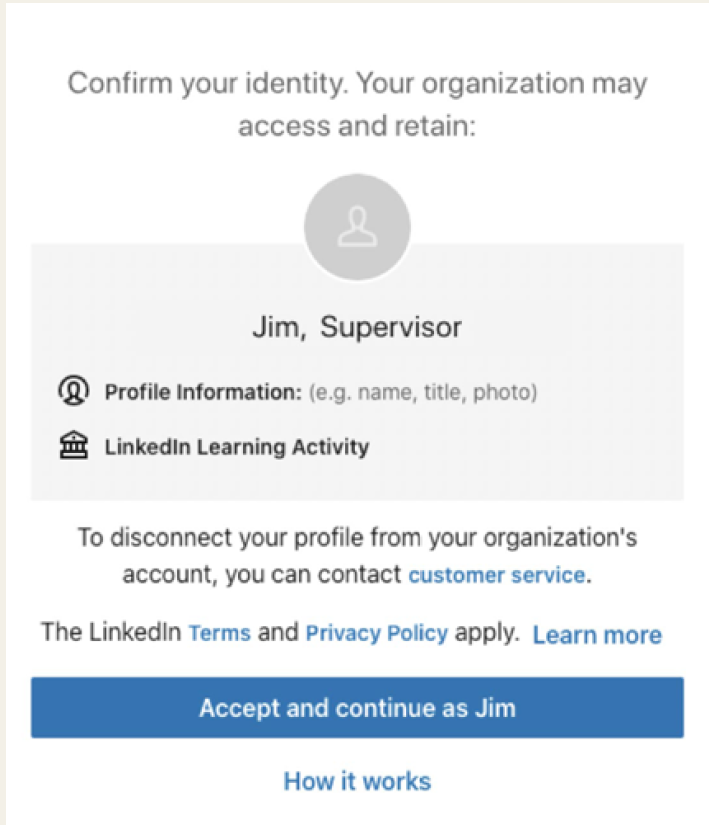 Confirm your identity. Your organization may
access and retain:
Jim, Supervisor
Profile Information: (e.g. name, title, photo)
LinkedIn Learning Activity
To disconnect your profile from your organization's
account, you can contact customer service.
The LinkedIn Terms and Privacy Policy apply. Learn more
Accept and continue as Jim
How it works